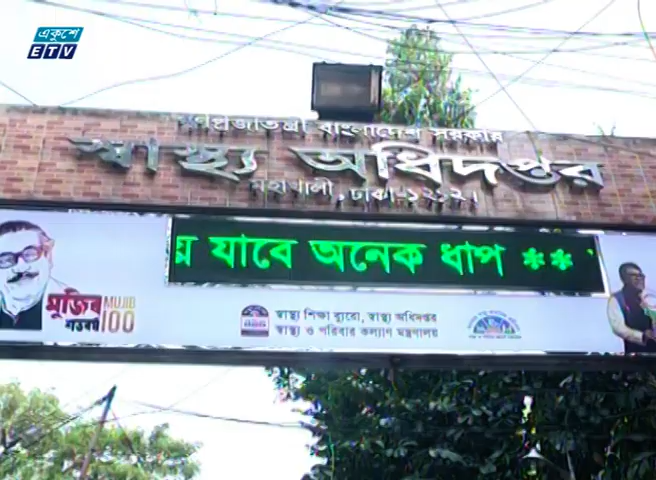 একুশে
ETV
গণপ্রজাতন্ত্রী বাংলাদেশ সরকার
স্বাস্থ্য অধিদপ্তর
মহাখালী, ঢাকা-১২১২।
য় যাবে অনেক ধাপ **
মুজিব
শতবর্ষ
MUJIB
100
স্বাস্থ্য শিক্ষা ব্যুরো, স্বাস্থ্য অধিদপ্তর
স্বাস্থ্য ও পরিবার কল্যাণ মন্ত্রণালয়